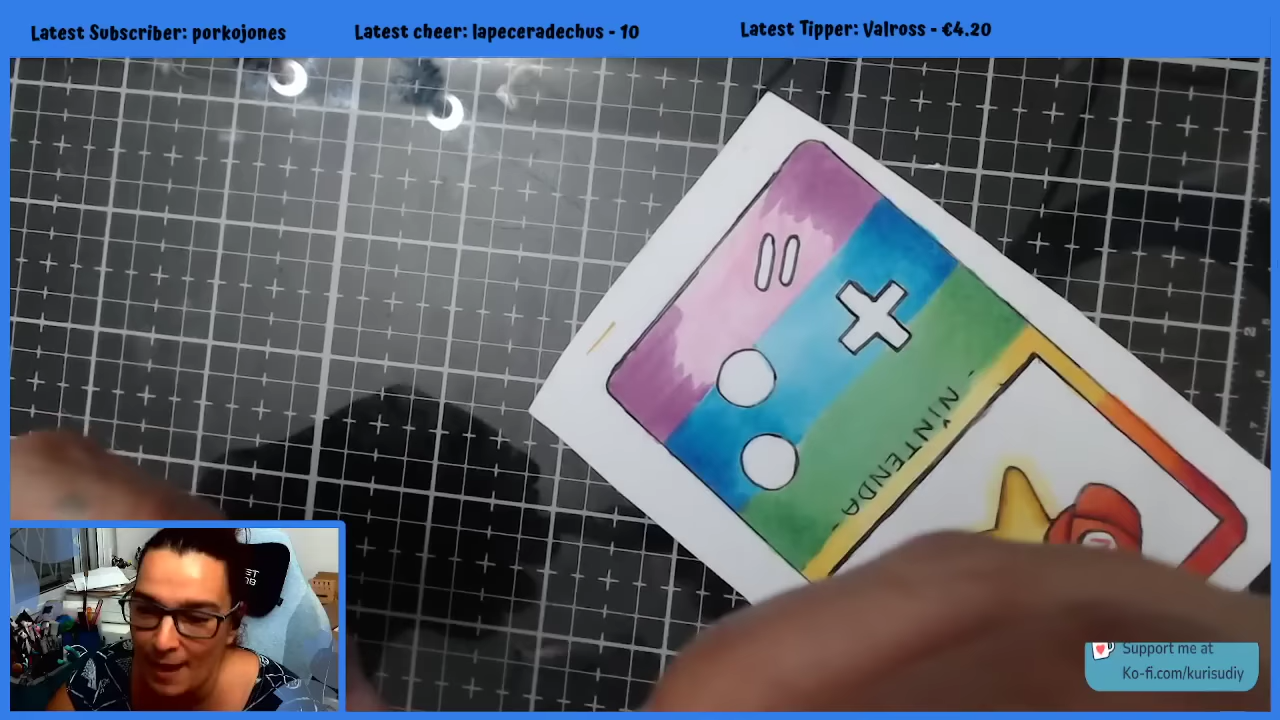 Latest Subscriber: porkojones
Latest cheer: lapeceradechus - 10
Latest Tipper: Valross - €4.20
- NINTENDA -
Support me at
Ko-fi.com/kurisudiy